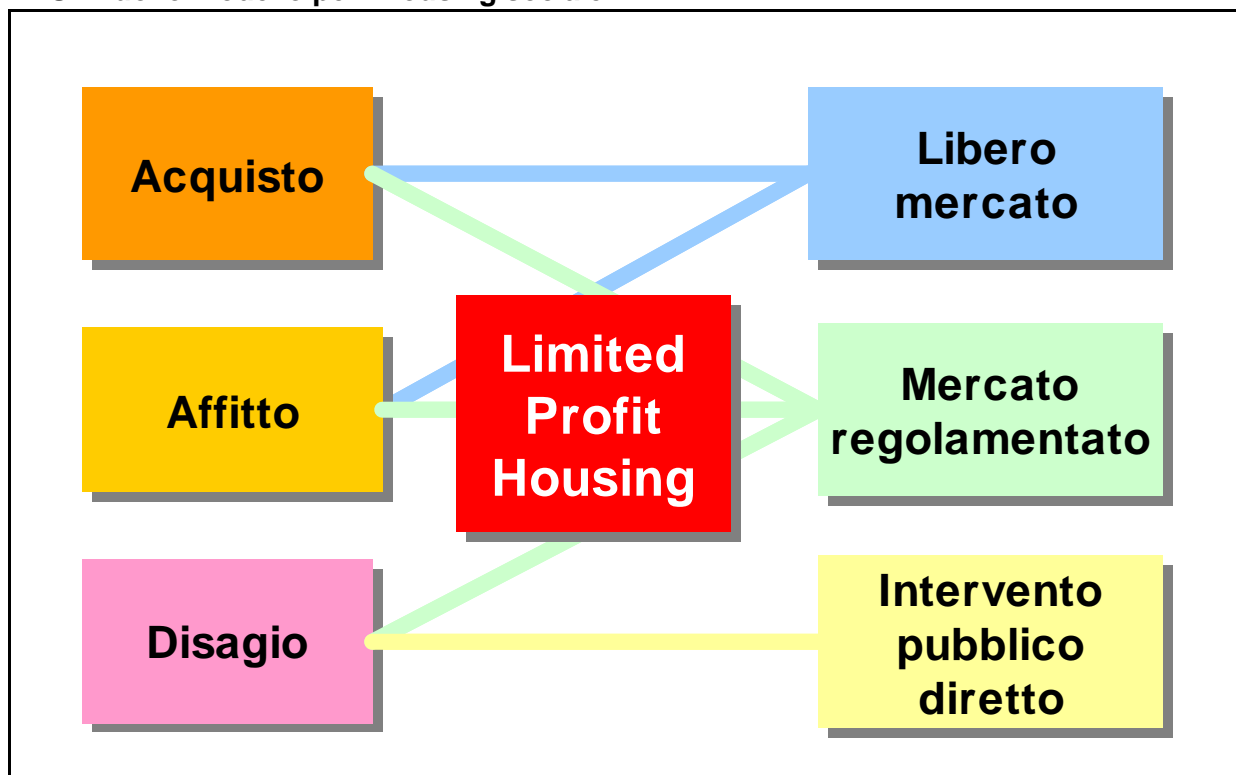 Acquisto
Libero
mercato
Limited
Profit
Housing
Affitto
Mercato
regolamentato
Disagio
Intervento
pubblico
diretto